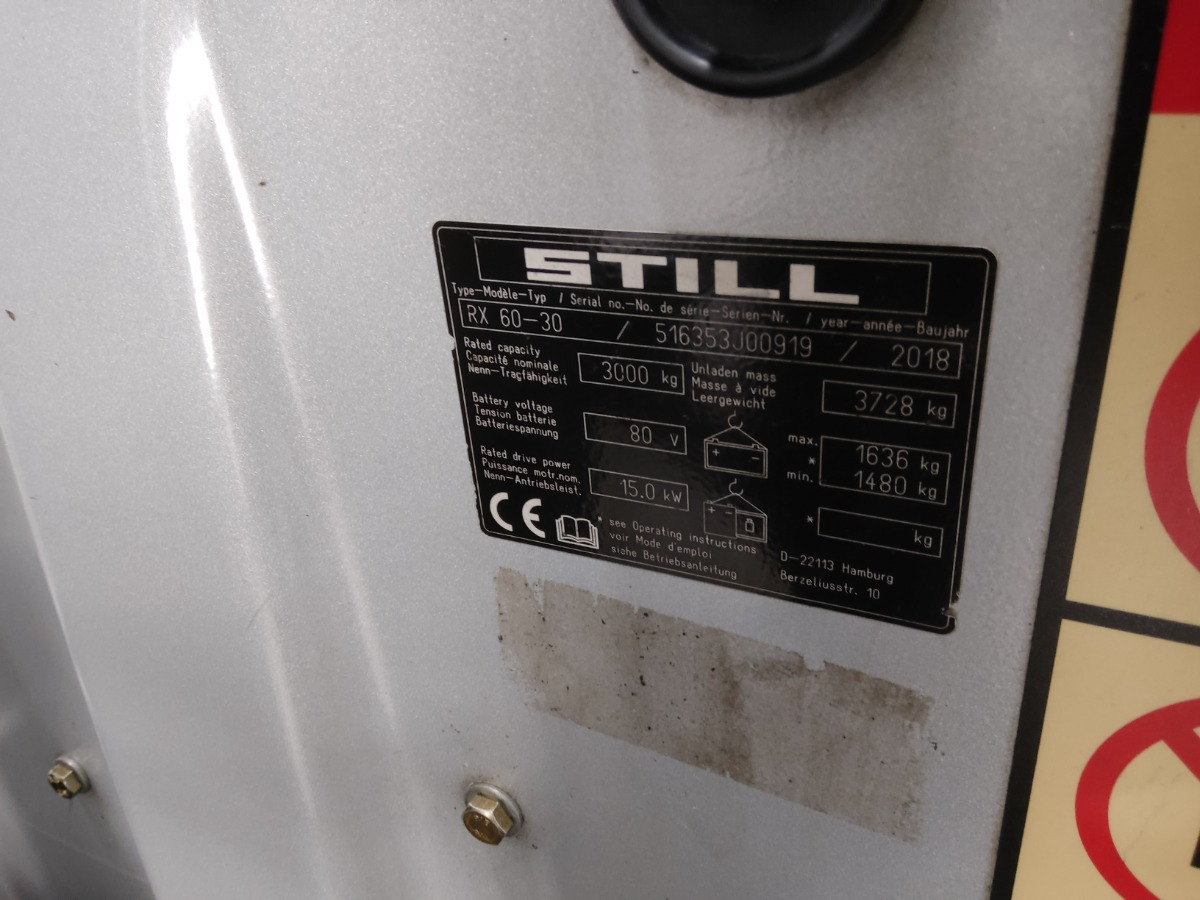 STILL
Type-Modèle-Typ / Serial no.-No. de série-Serien-Nr. / year-année-Baujahr
RX 60-30 / 516353J00919 / 2018
Rated capacity
Capacité nominale
Nenn-Tragfähigkeit
3000 kg
Unladen mass
Masse à vide
Leergewicht
3728 kg
Battery voltage
Tension batterie
Batteriespannung
80 V
+ -
max. 1636 kg
*
min. 1480 kg
Rated drive power
Puissance motr.nom.
Nenn-Antriebsleist.
15.0 kW
+ -
* kg
CE
* see Operating instructions
voir Mode d'emploi
siehe Betriebsanleitung
D-22113 Hamburg
Berzeliusstr. 10